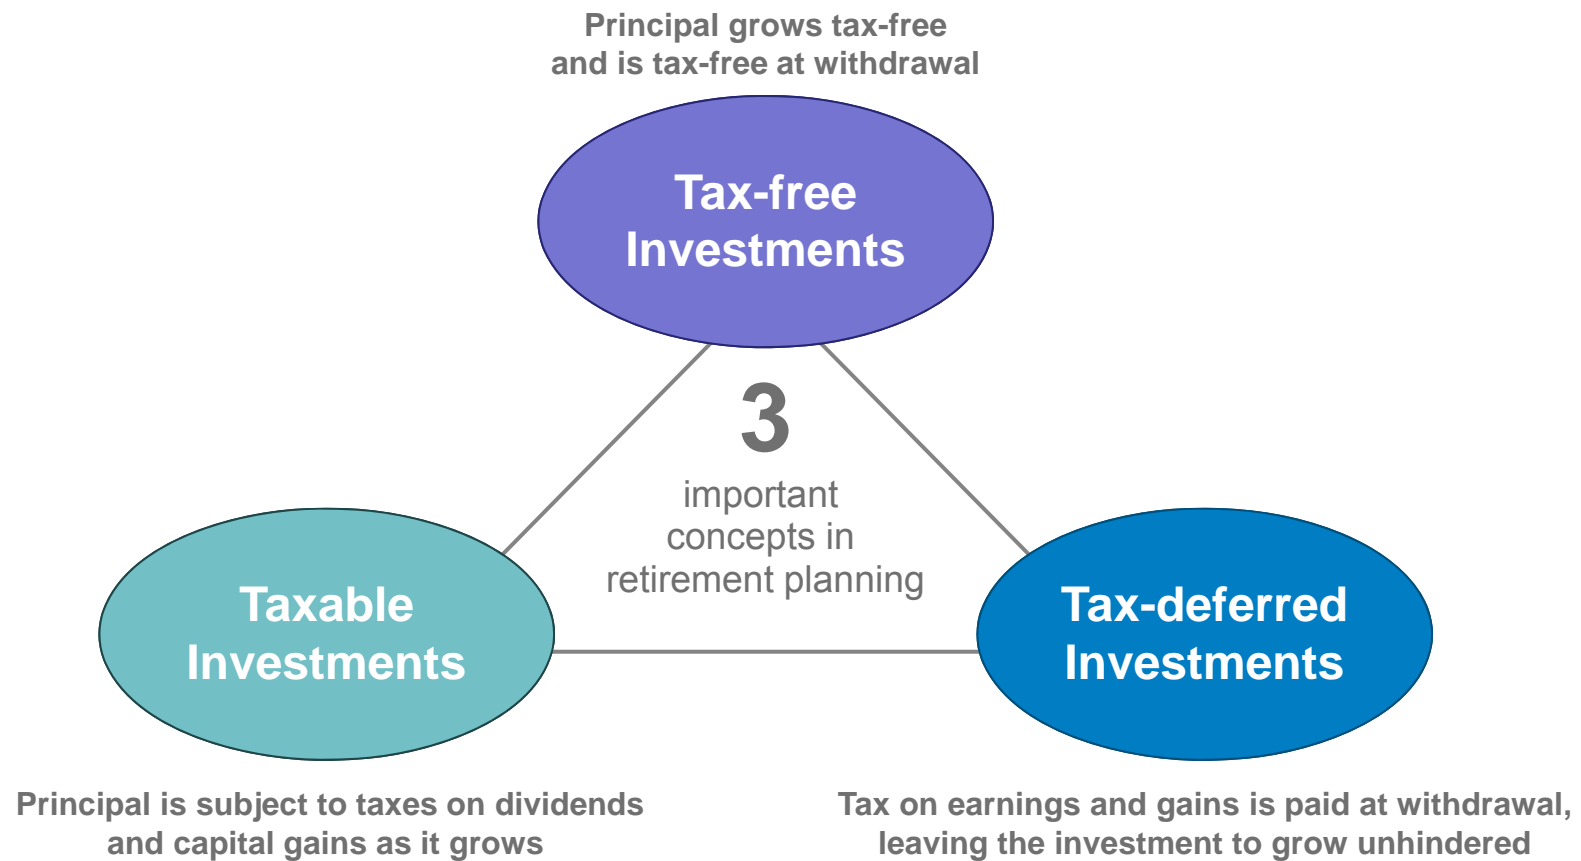 Principal grows tax-free
and is tax-free at withdrawal
Tax-free
Investments
3
important
concepts in
retirement planning
Taxable
Investments
Tax-deferred
Investments
Principal is subject to taxes on dividends
and capital gains as it grows
Tax on earnings and gains is paid at withdrawal,
leaving the investment to grow unhindered